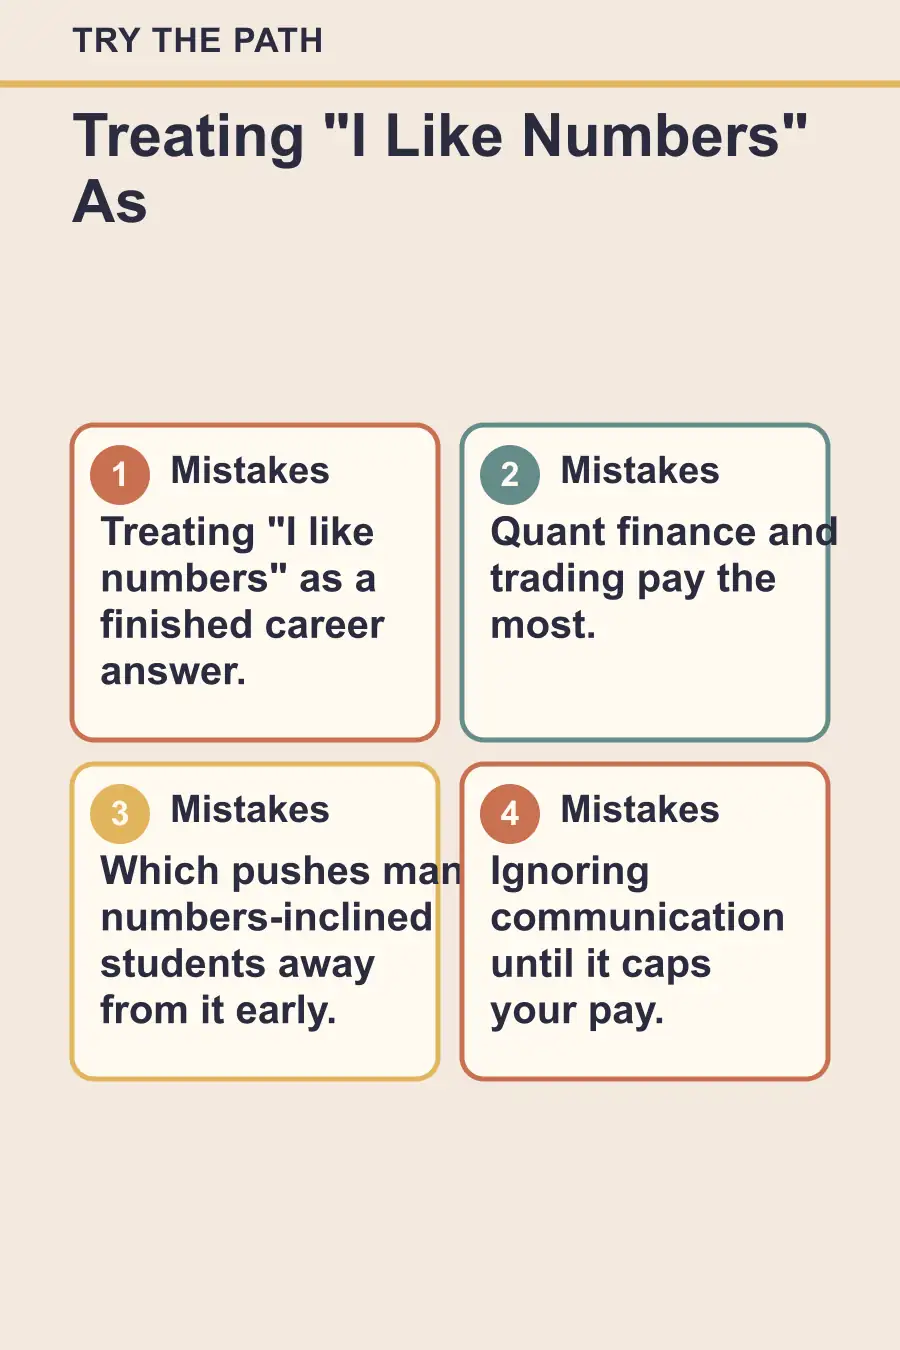 TRY THE PATH
Treating "I Like Numbers"
As
1 Mistakes
Treating "I like
numbers" as a
finished career
answer.
2 Mistakes
Quant finance and
trading pay the
most.
3 Mistakes
Which pushes man
numbers-inclined
students away
from it early.
4 Mistakes
Ignoring
communication
until it caps
your pay.